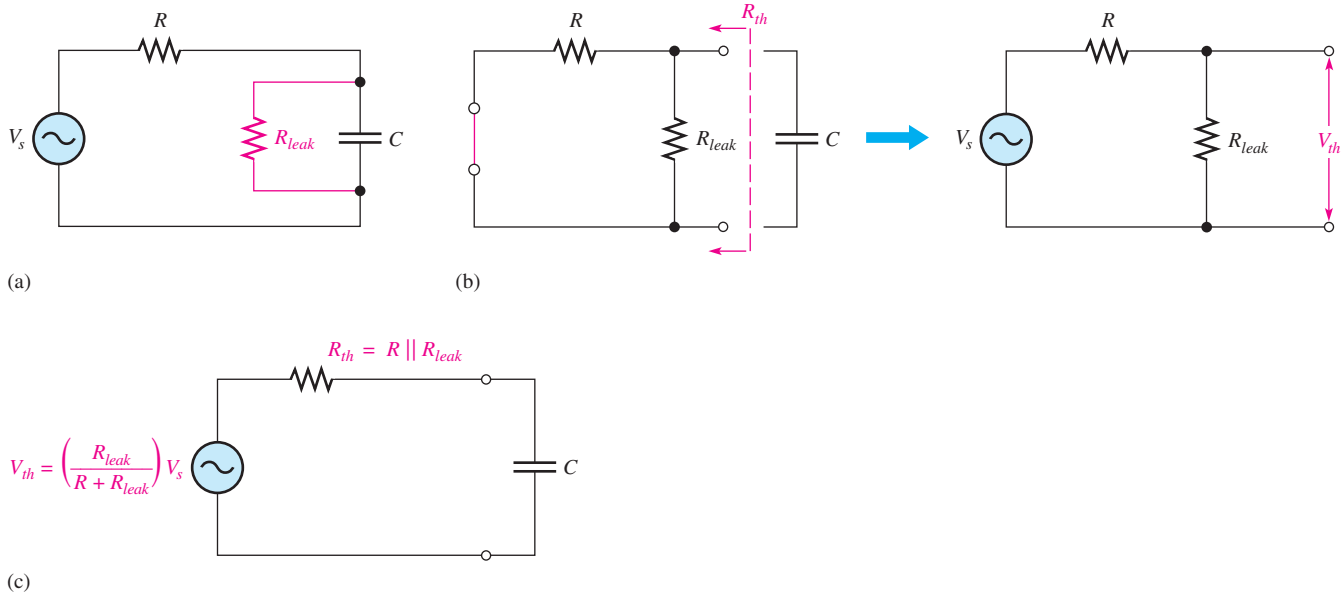 R
V_s
R_leak
C
(a)
R
R_th
R_leak
C
(b)
R
V_s
R_leak
V_th
R_th = R || R_leak
V_th = (R_leak / R + R_leak) V_s
C
(c)